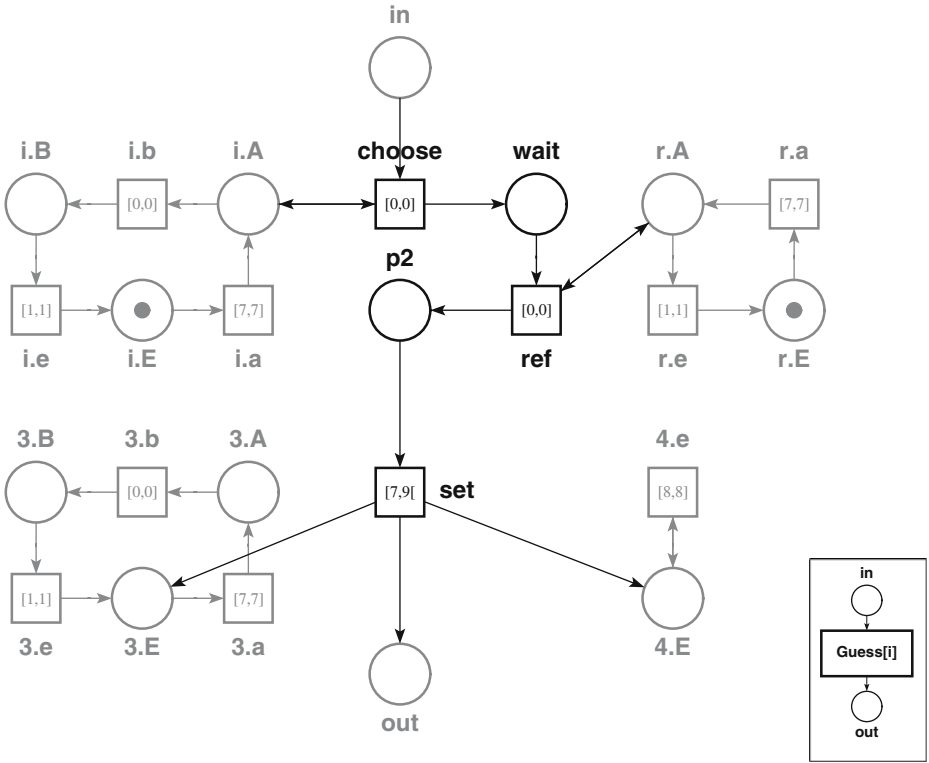 in
i.B i.b i.A choose wait r.A r.a
[0,0] [0,0] [7,7]
p2
[1,1] [7,7] [0,0] [1,1]
i.e i.E i.a ref r.e r.E
3.B 3.b 3.A 4.e
[0,0] [7,9[ set [8,8]
[1,1] [7,7]
3.e 3.E 3.a 4.E
out
in
Guess[i]
out